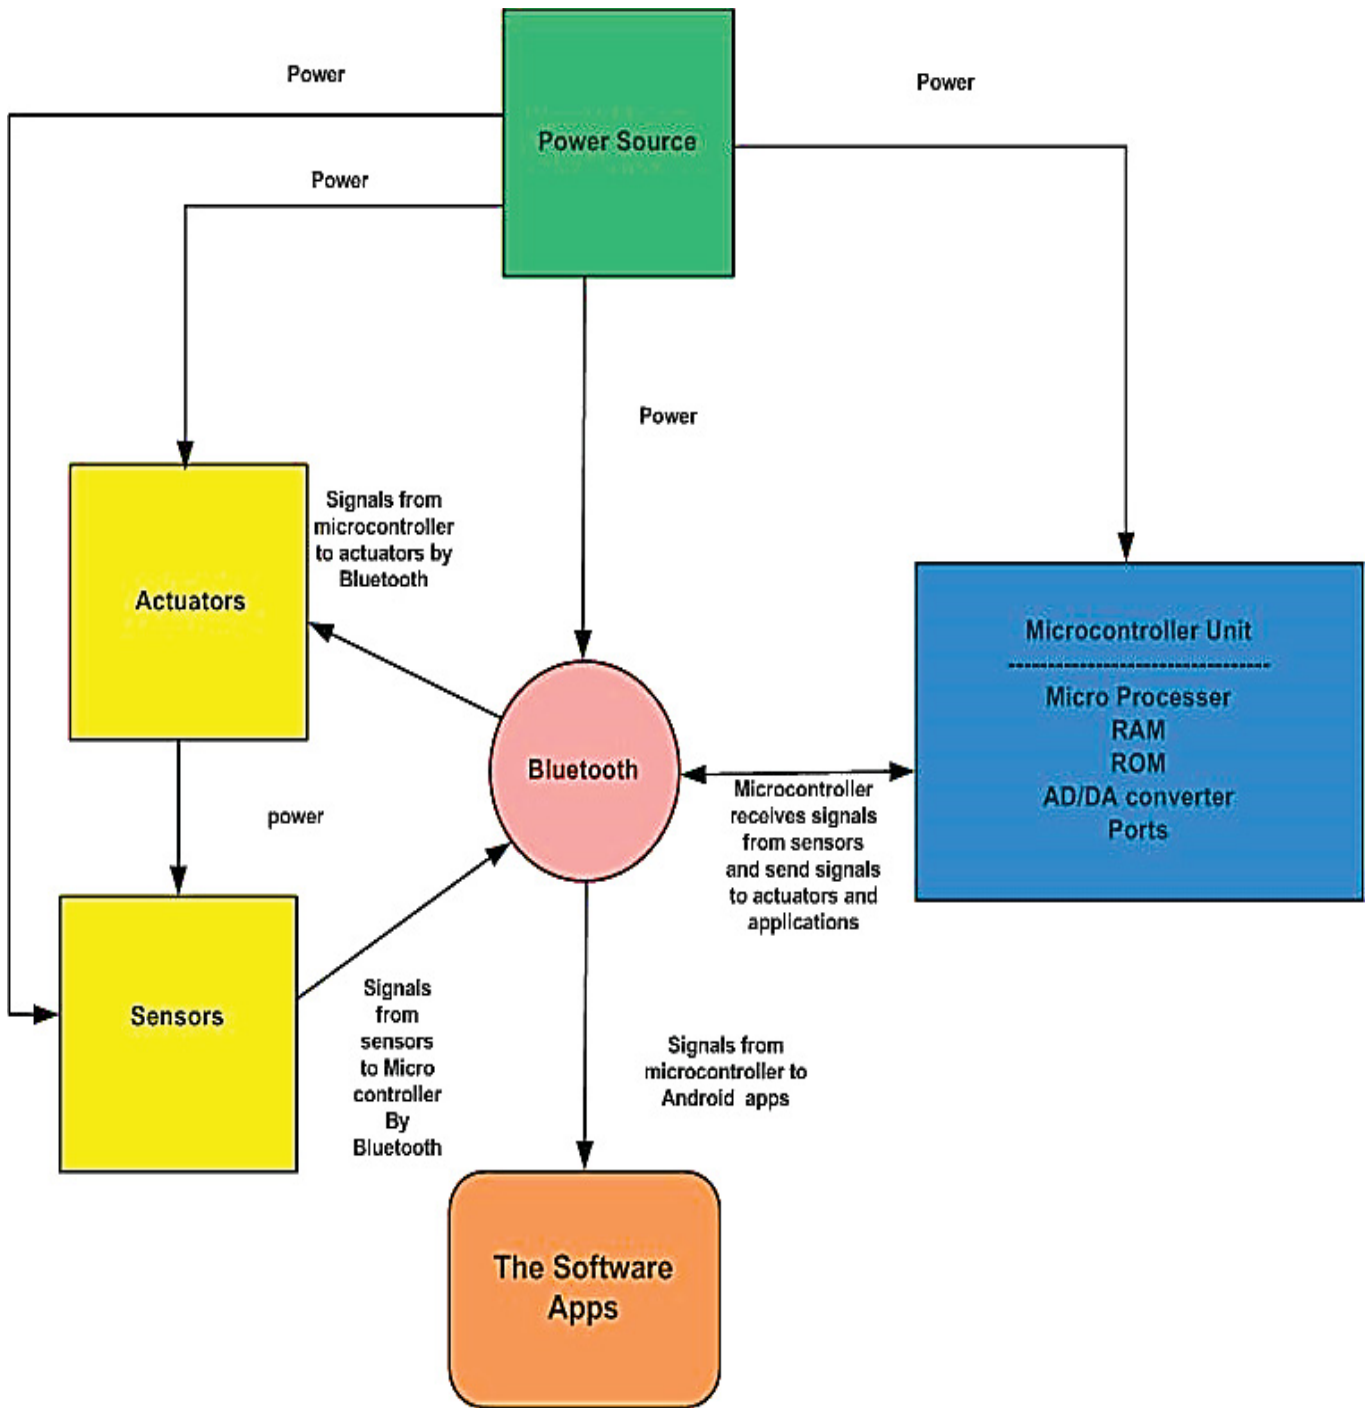 Power
Power
Power Source
Power
Power
Signals from
microcontroller
to actuators by
Bluetooth
Actuators
Microcontroller Unit
--------------------------------
Micro Processer
RAM
ROM
AD/DA converter
Ports
Bluetooth
Microcontroller
receives signals
from sensors
and send signals
to actuators and
applications
power
Sensors
Signals
from
sensors
to Micro
controller
By
Bluetooth
Signals from
microcontroller to
Android apps
The Software
Apps